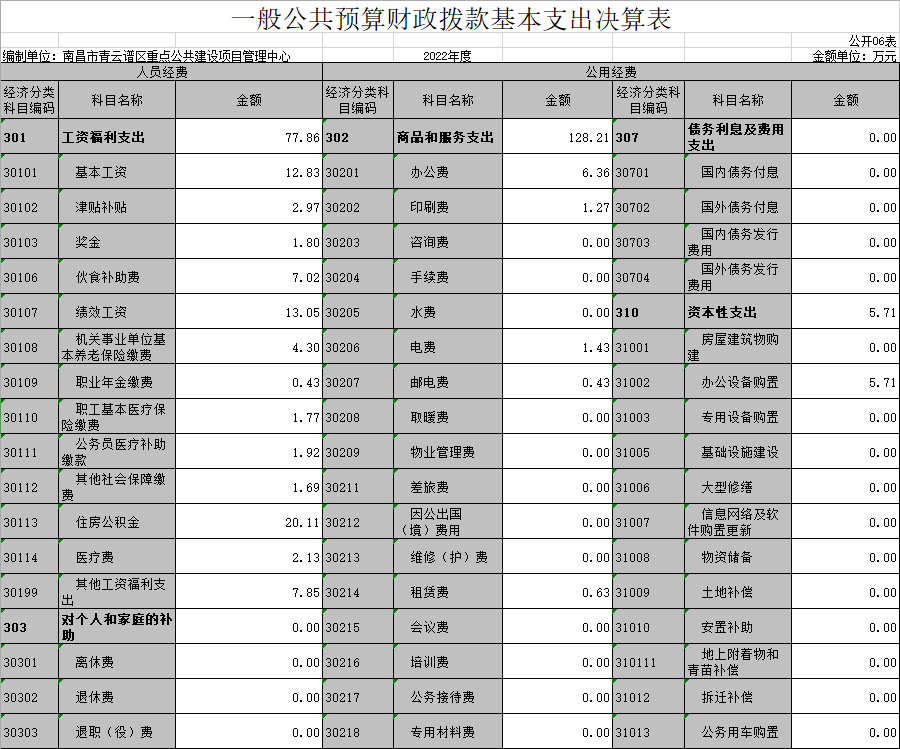 一般公共预算财政拨款基本支出决算表
公开06表
编制单位：南昌市青云谱区重点公共建设项目管理中心 2022年度 金额单位：万元
人员经费 公用经费
经济分类科目编码 科目名称 金额 经济分类科目编码 科目名称 金额 经济分类科目编码 科目名称 金额
301 工资福利支出 77.86 302 商品和服务支出 128.21 307 债务利息及费用支出 0.00
30101 基本工资 12.83 30201 办公费 6.36 30701 国内债务付息 0.00
30102 津贴补贴 2.97 30202 印刷费 1.27 30702 国外债务付息 0.00
30103 奖金 1.80 30203 咨询费 0.00 30703 国内债务发行费用 0.00
30106 伙食补助费 7.02 30204 手续费 0.00 30704 国外债务发行费用 0.00
30107 绩效工资 13.05 30205 水费 0.00 310 资本性支出 5.71
30108 机关事业单位基本养老保险缴费 4.30 30206 电费 1.43 31001 房屋建筑物购建 0.00
30109 职业年金缴费 0.43 30207 邮电费 0.43 31002 办公设备购置 5.71
30110 职工基本医疗保险缴费 1.77 30208 取暖费 0.00 31003 专用设备购置 0.00
30111 公务员医疗补助缴款 1.92 30209 物业管理费 0.00 31005 基础设施建设 0.00
30112 其他社会保障缴费 1.69 30211 差旅费 0.00 31006 大型修缮 0.00
30113 住房公积金 20.11 30212 因公出国（境）费用 0.00 31007 信息网络及软件购置更新 0.00
30114 医疗费 2.13 30213 维修（护）费 0.00 31008 物资储备 0.00
30199 其他工资福利支出 7.85 30214 租赁费 0.63 31009 土地补偿 0.00
303 对个人和家庭的补助 0.00 30215 会议费 0.00 31010 安置补助 0.00
30301 离休费 0.00 30216 培训费 0.00 310111 地上附着物和青苗补偿 0.00
30302 退休费 0.00 30217 公务接待费 0.00 31012 拆迁补偿 0.00
30303 退职（役）费 0.00 30218 专用材料费 0.00 31013 公务用车购置 0.00